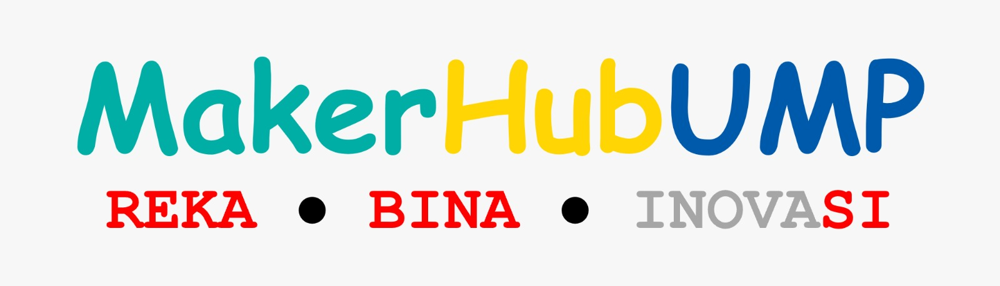 MakerHubUMP
REKA • BINA • INOVASI